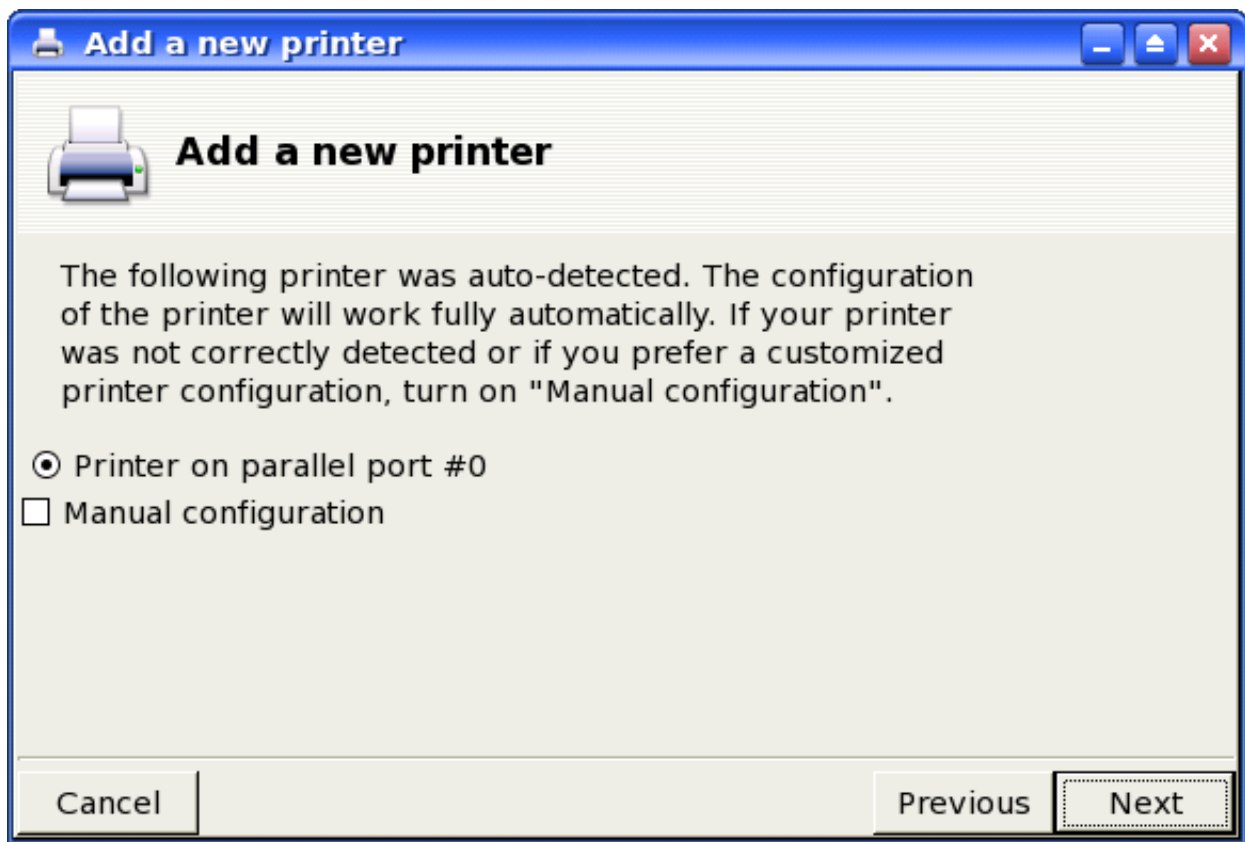 Add a new printer
Add a new printer
The following printer was auto-detected. The configuration
of the printer will work fully automatically. If your printer
was not correctly detected or if you prefer a customized
printer configuration, turn on "Manual configuration".
Printer on parallel port #0
Manual configuration
Cancel Previous Next